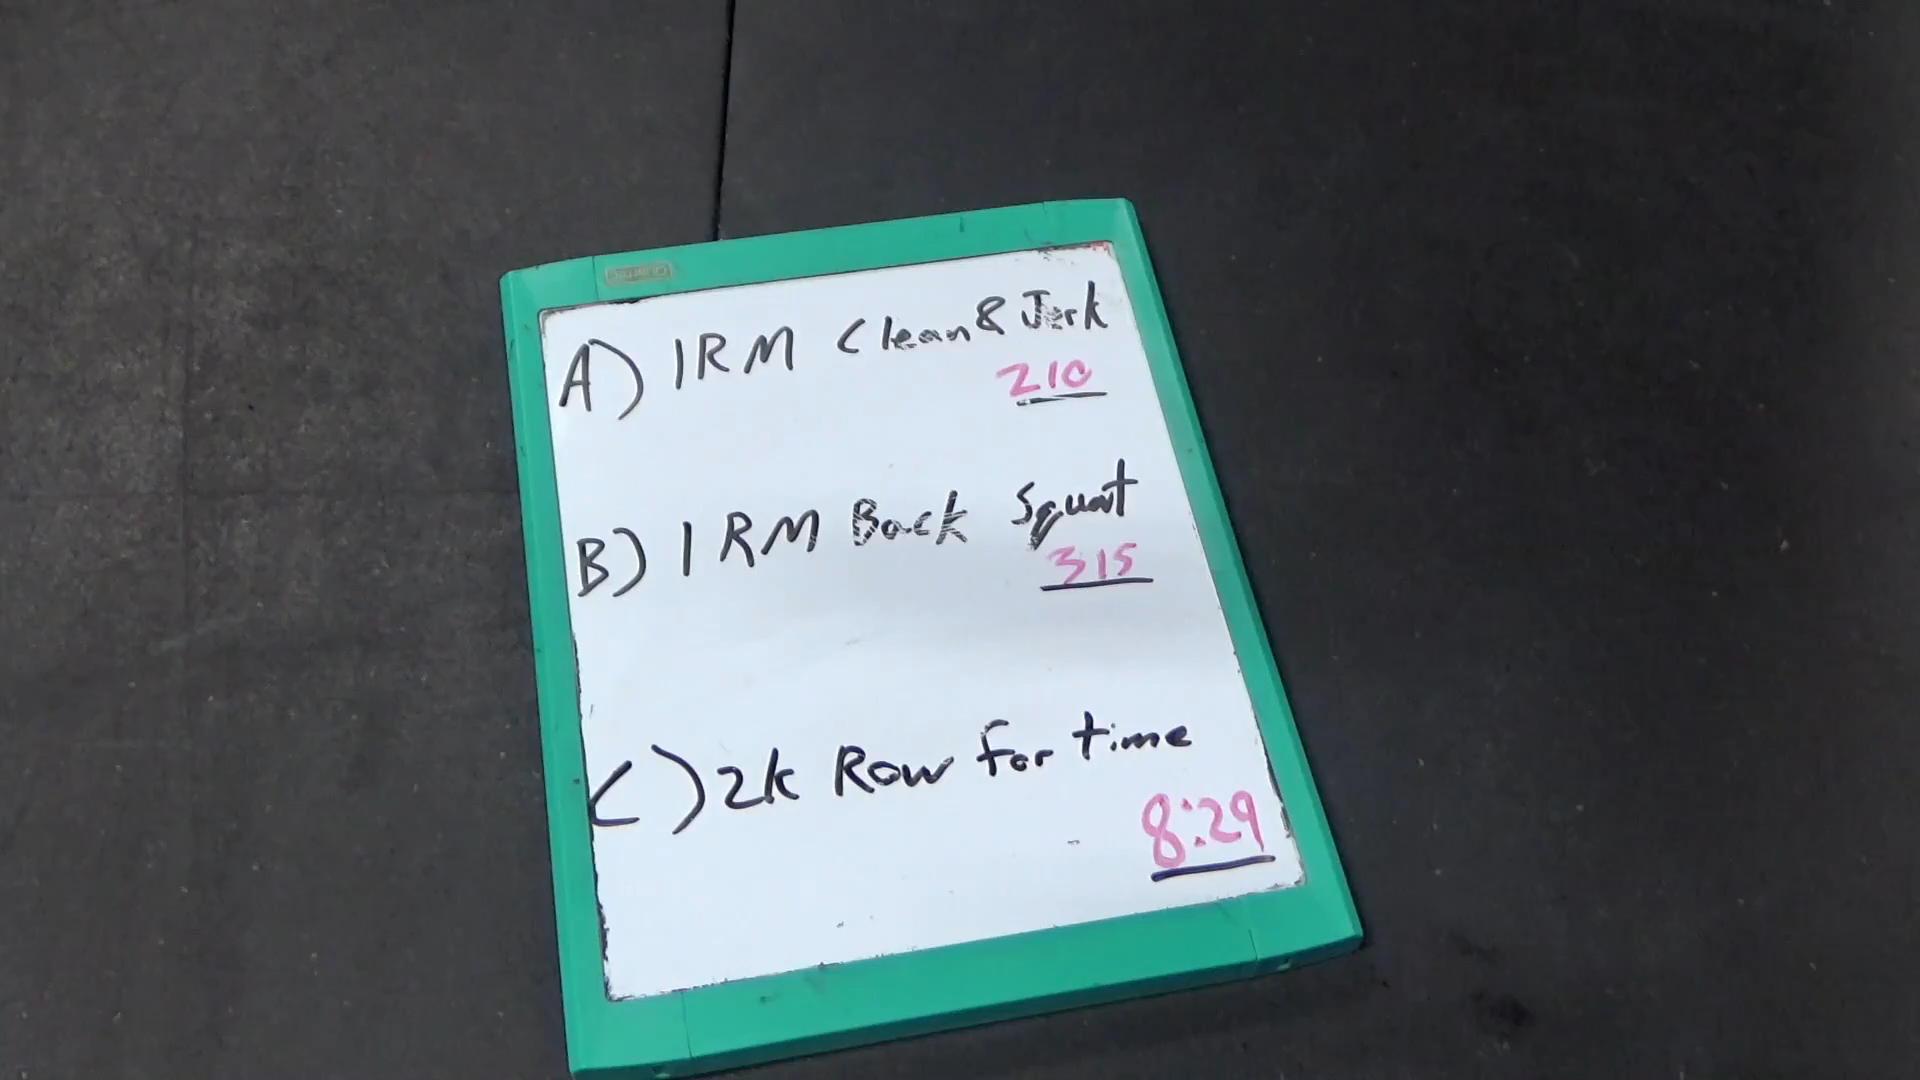 A) 1RM Clean & Jerk
210
B) 1RM Back Squat
315
C) 2k Row for time
8:29